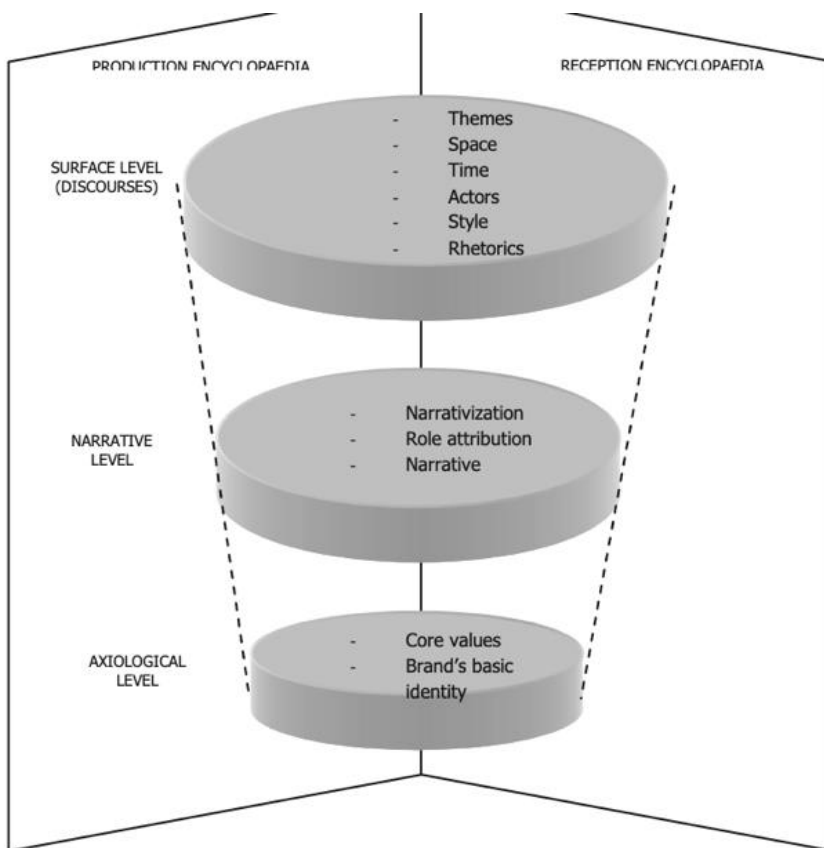 PRODUCTION ENCYCLOPAEDIA
RECEPTION ENCYCLOPAEDIA
SURFACE LEVEL
(DISCOURSES)
- Themes
- Space
- Time
- Actors
- Style
- Rhetorics
NARRATIVE
LEVEL
- Narrativization
- Role attribution
- Narrative
AXIOLOGICAL
LEVEL
- Core values
- Brand's basic
identity